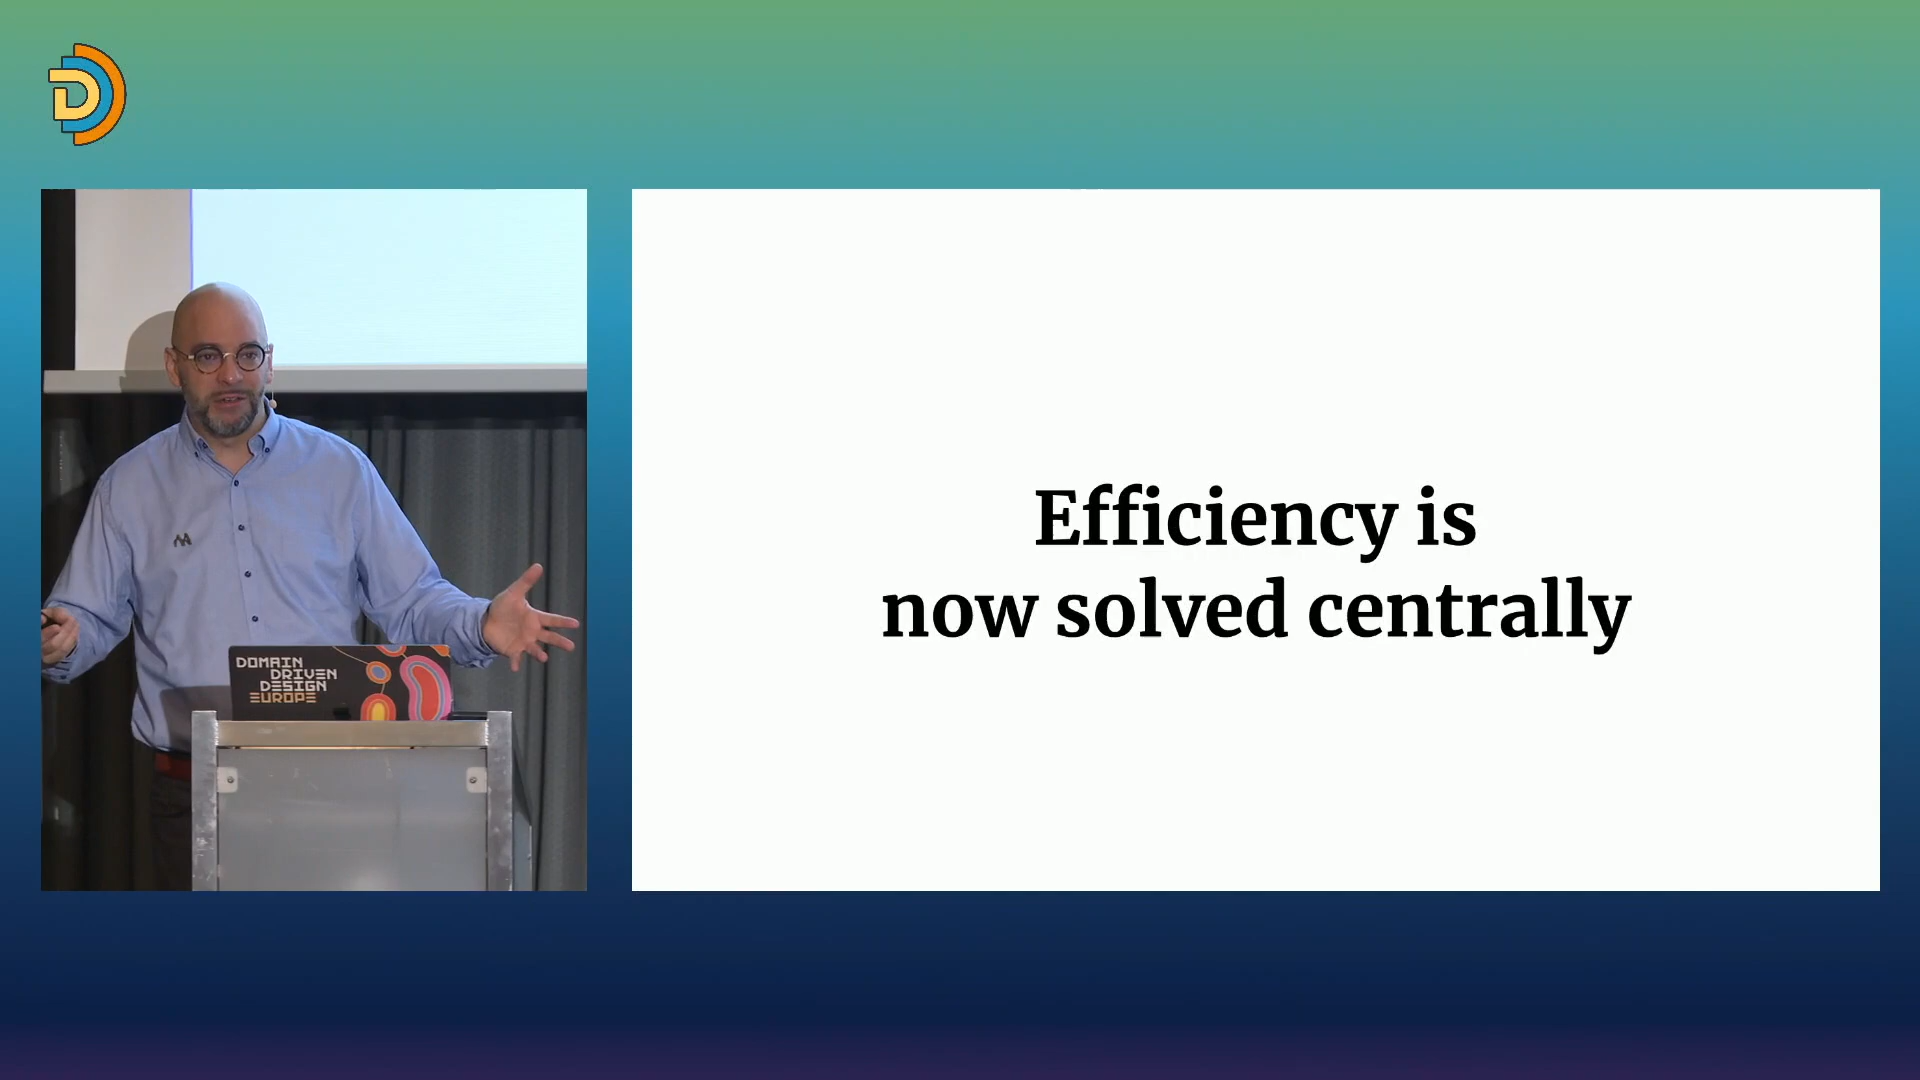 DOMAIN
DRIVEN
DESIGN
EUROPE
Efficiency is
now solved centrally